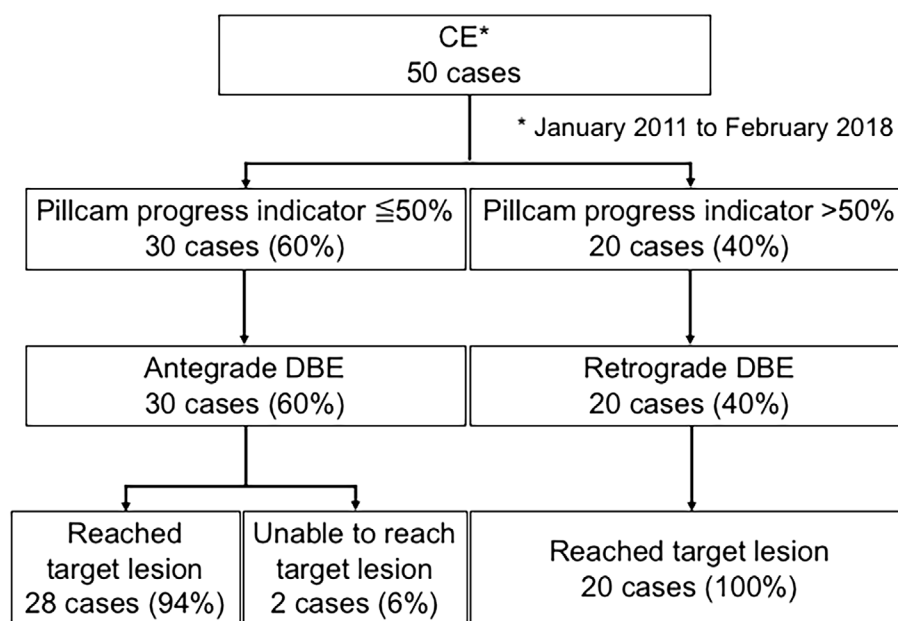 CE*
50 cases
* January 2011 to February 2018
Pillcam progress indicator ≦50%
30 cases (60%)
Pillcam progress indicator >50%
20 cases (40%)
Antegrade DBE
30 cases (60%)
Retrograde DBE
20 cases (40%)
Reached
target lesion
28 cases (94%)
Unable to reach
target lesion
2 cases (6%)
Reached target lesion
20 cases (100%)